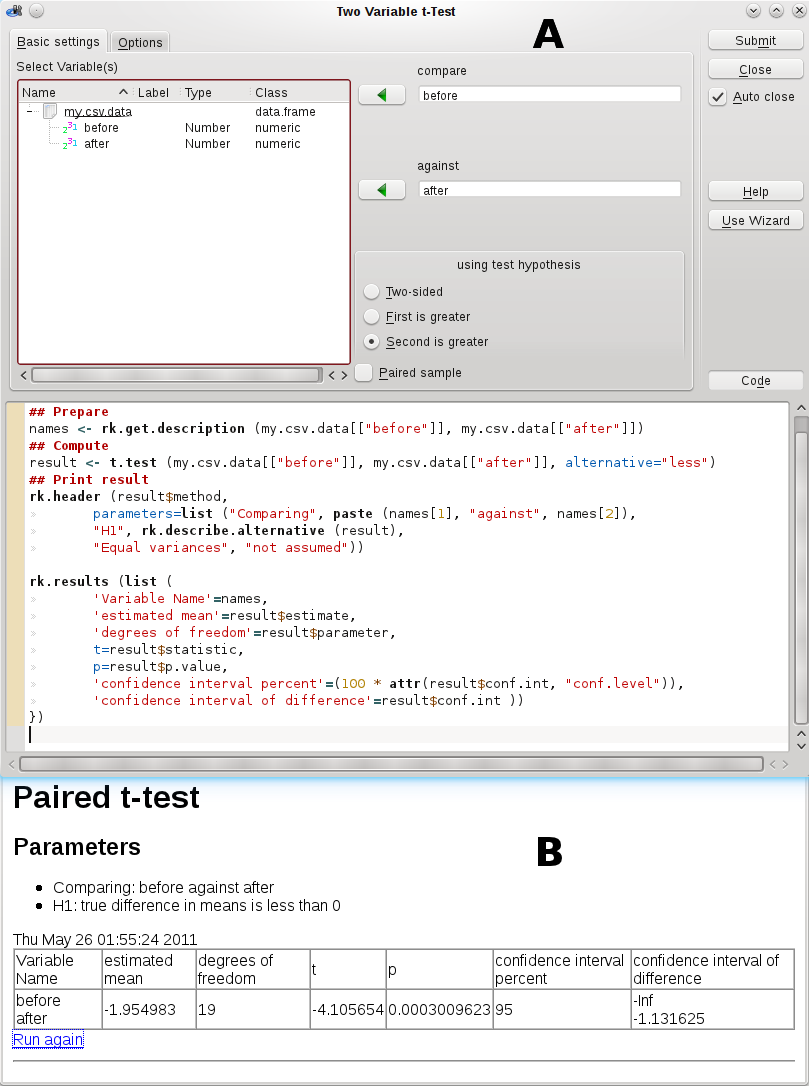 Two Variable t-Test
A
Basic settings
Options
Select Variable(s)
Name Label Type Class
my.csv.data data.frame
before Number numeric
after Number numeric
compare
before
against
after
using test hypothesis
Two-sided
First is greater
Second is greater
Paired sample
Submit
Close
Auto close
Help
Use Wizard
Code
## Prepare
names <- rk.get.description (my.csv.data[["before"]], my.csv.data[["after"]])
## Compute
result <- t.test (my.csv.data[["before"]], my.csv.data[["after"]], alternative="less")
## Print result
rk.header (result$method,
parameters=list ("Comparing", paste (names[1], "against", names[2]),
"H1", rk.describe.alternative (result),
"Equal variances", "not assumed"))
rk.results (list (
'Variable Name'=names,
'estimated mean'=result$estimate,
'degrees of freedom'=result$parameter,
t=result$statistic,
p=result$p.value,
'confidence interval percent'=(100 * attr(result$conf.int, "conf.level")),
'confidence interval of difference'=result$conf.int ))
})
Paired t-test
B
Parameters
Comparing: before against after
H1: true difference in means is less than 0
Thu May 26 01:55:24 2011
Variable Name
estimated mean
degrees of freedom
t
p
confidence interval percent
confidence interval of difference
before
after
-1.954983
19
-4.105654
0.0003009623
95
-Inf
-1.131625
Run again